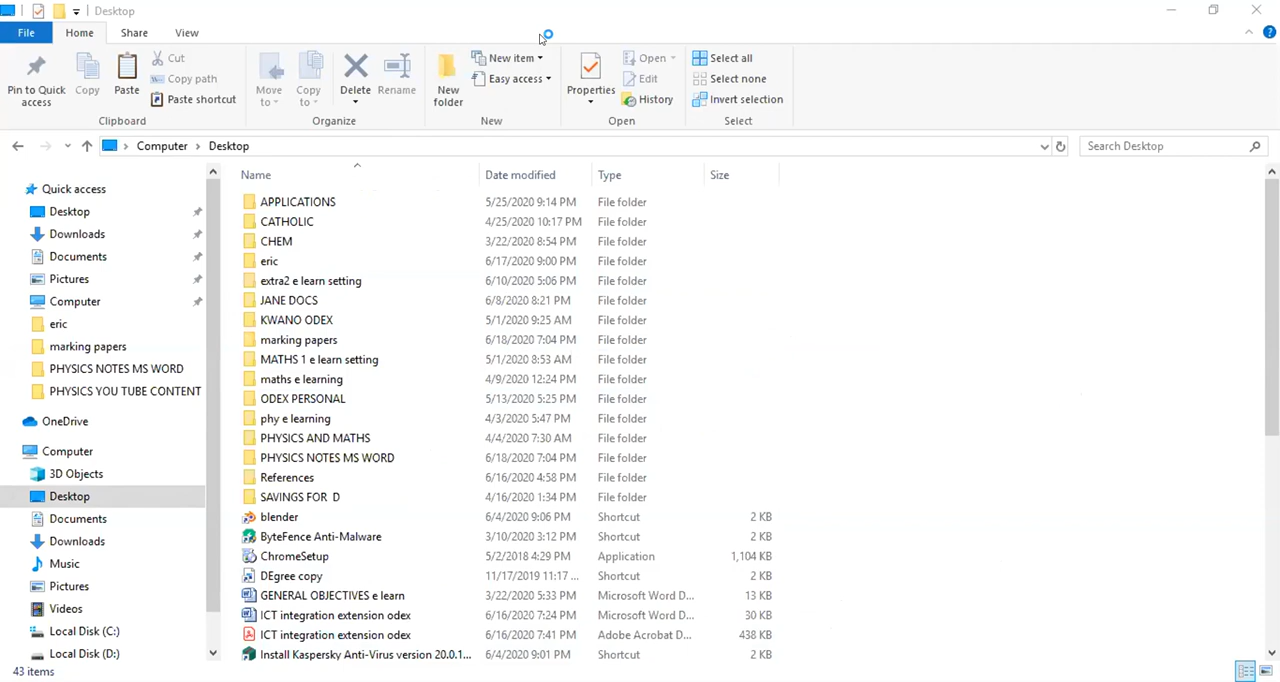 Desktop
File Home Share View
Pin to Quick access Copy Paste Cut Copy path Paste shortcut Move to Copy to Delete Rename New folder New item Easy access Properties Open Edit History Select all Select none Invert selection
Clipboard Organize New Open Select
Computer Desktop Search Desktop
Quick access
Desktop
Downloads
Documents
Pictures
Computer
eric
marking papers
PHYSICS NOTES MS WORD
PHYSICS YOU TUBE CONTENT
OneDrive
Computer
3D Objects
Desktop
Documents
Downloads
Music
Pictures
Videos
Local Disk (C:)
Local Disk (D:)
Name Date modified Type Size
APPLICATIONS 5/25/2020 9:14 PM File folder
CATHOLIC 4/25/2020 10:17 PM File folder
CHEM 3/22/2020 8:54 PM File folder
eric 6/17/2020 9:00 PM File folder
extra2 e learn setting 6/10/2020 5:06 PM File folder
JANE DOCS 6/8/2020 8:21 PM File folder
KWANO ODEX 5/1/2020 9:25 AM File folder
marking papers 6/18/2020 7:04 PM File folder
MATHS 1 e learn setting 5/1/2020 8:53 AM File folder
maths e learning 4/9/2020 12:24 PM File folder
ODEX PERSONAL 5/13/2020 5:25 PM File folder
phy e learning 4/3/2020 5:47 PM File folder
PHYSICS AND MATHS 4/4/2020 7:30 AM File folder
PHYSICS NOTES MS WORD 6/18/2020 7:04 PM File folder
References 6/16/2020 4:58 PM File folder
SAVINGS FOR D 4/16/2020 1:34 PM File folder
blender 6/4/2020 9:06 PM Shortcut 2 KB
ByteFence Anti-Malware 3/10/2020 3:12 PM Shortcut 2 KB
ChromeSetup 5/2/2018 4:29 PM Application 1,104 KB
DEgree copy 11/17/2019 11:17 ... Shortcut 2 KB
GENERAL OBJECTIVES e learn 3/22/2020 5:33 PM Microsoft Word D... 13 KB
ICT integration extension odex 6/16/2020 7:24 PM Microsoft Word D... 30 KB
ICT integration extension odex 6/16/2020 7:41 PM Adobe Acrobat D... 438 KB
Install Kaspersky Anti-Virus version 20.0.1... 6/4/2020 9:01 PM Shortcut 2 KB
43 items